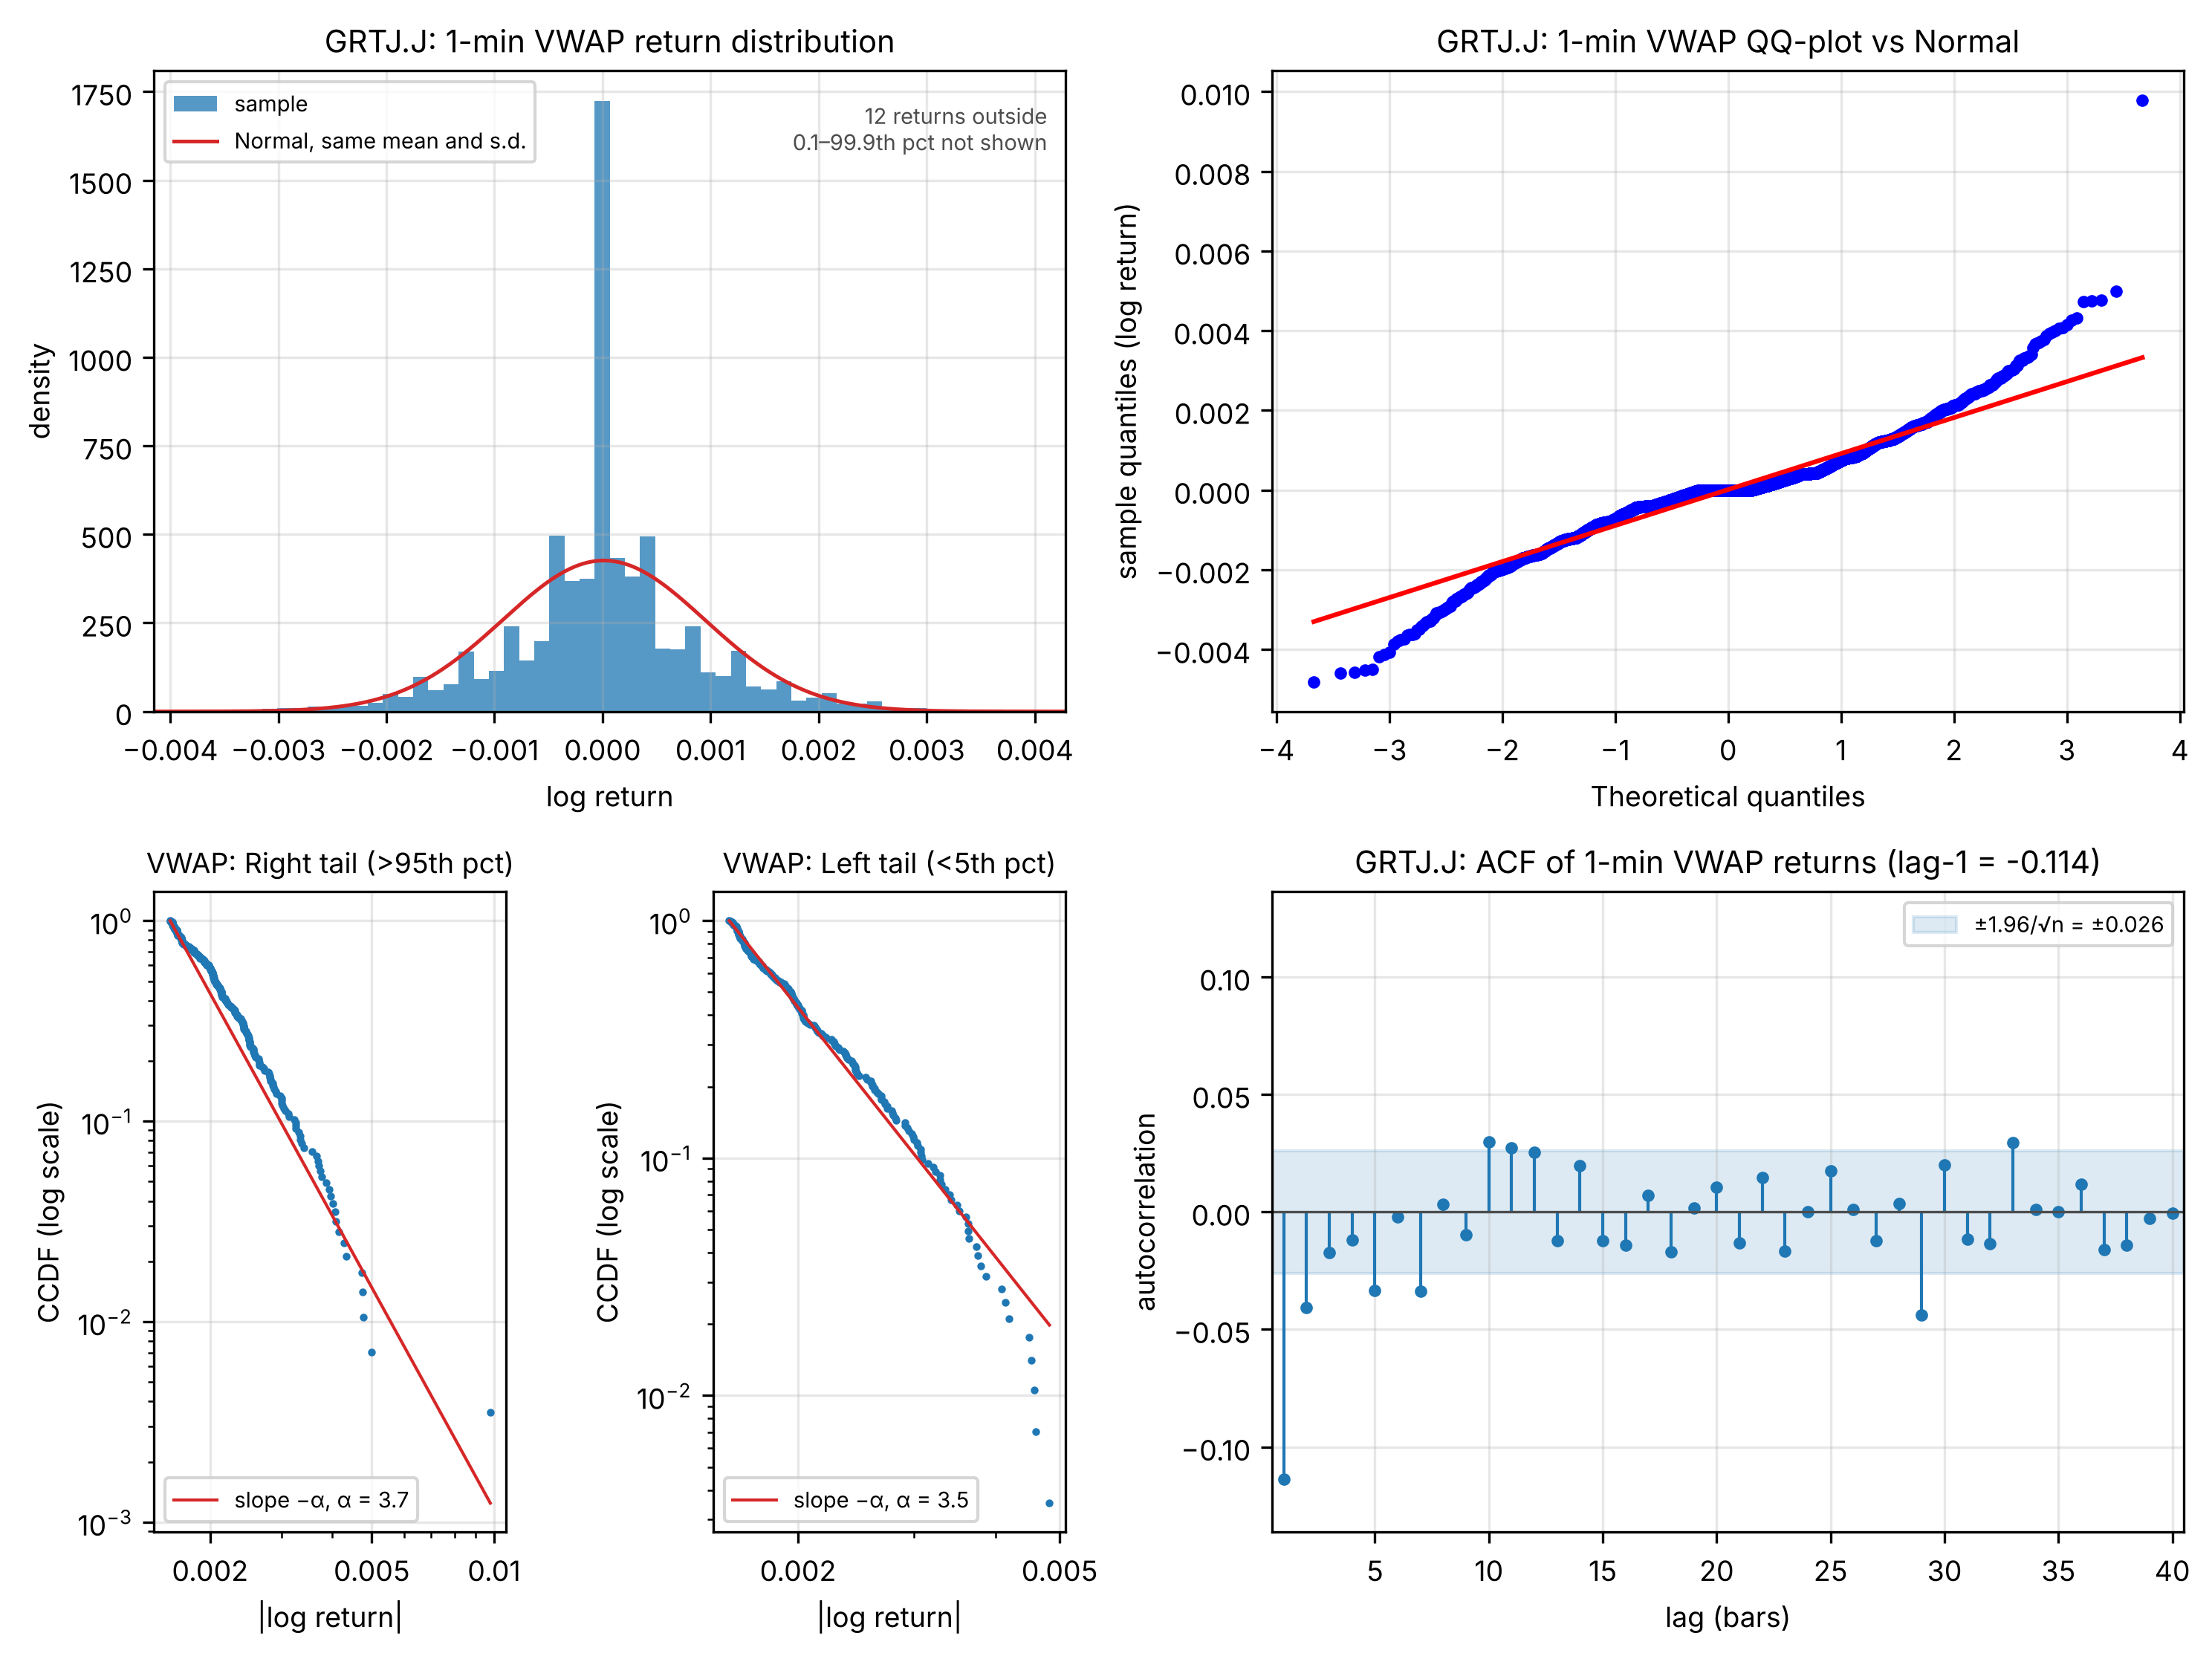 GRTJ.J: 1-min VWAP return distribution
density
1750
1500
1250
1000
750
500
250
0
sample
Normal, same mean and s.d.
12 returns outside
0.1–99.9th pct not shown
−0.004 −0.003 −0.002 −0.001 0.000 0.001 0.002 0.003 0.004
log return
GRTJ.J: 1-min VWAP QQ-plot vs Normal
sample quantiles (log return)
0.010
0.008
0.006
0.004
0.002
0.000
−0.002
−0.004
−4 −3 −2 −1 0 1 2 3 4
Theoretical quantiles
VWAP: Right tail (>95th pct)
CCDF (log scale)
10⁰
10⁻¹
10⁻²
10⁻³
slope −α, α = 3.7
0.002 0.005 0.01
|log return|
VWAP: Left tail (<5th pct)
CCDF (log scale)
10⁰
10⁻¹
10⁻²
slope −α, α = 3.5
0.002 0.005
|log return|
GRTJ.J: ACF of 1-min VWAP returns (lag-1 = -0.114)
autocorrelation
±1.96/√n = ±0.026
0.10
0.05
0.00
−0.05
−0.10
5 10 15 20 25 30 35 40
lag (bars)